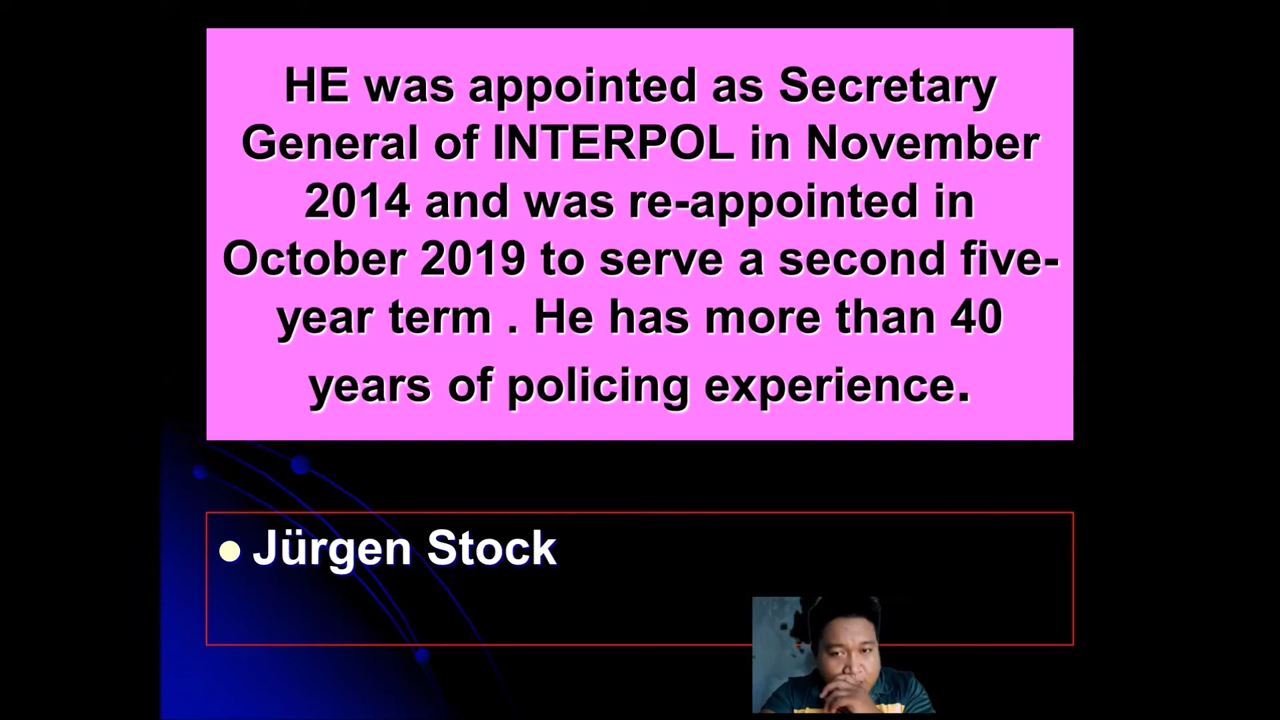 HE was appointed as Secretary
General of INTERPOL in November
2014 and was re-appointed in
October 2019 to serve a second five-
year term . He has more than 40
years of policing experience.
Jürgen Stock